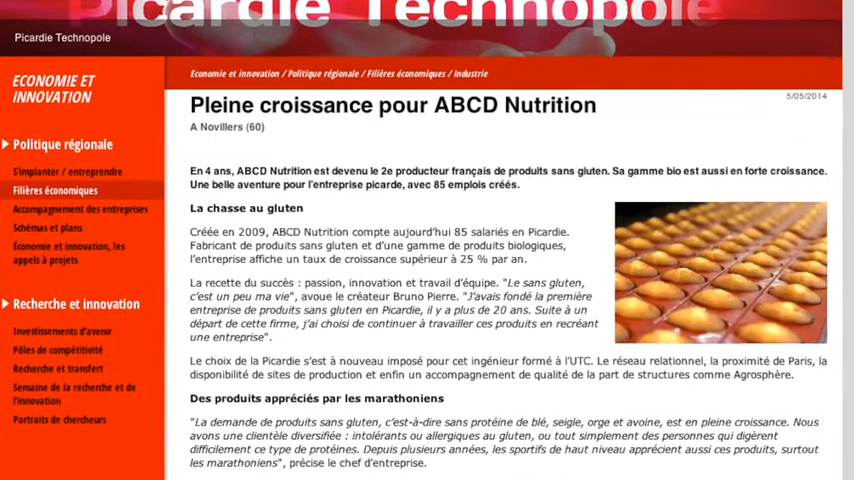 Picardie Technopole
Picardie Technopole
ECONOMIE ET
INNOVATION
Politique régionale
S'implanter / entreprendre
Filières économiques
Accompagnement des entreprises
Schémas et plans
Économie et innovation, les
appels à projets
Recherche et innovation
Investissements d'avenir
Pôles de compétitivité
Recherche et transfert
Semaine de la recherche et de
l'innovation
Portraits de chercheurs
Economie et innovation / Politique régionale / Filières économiques / Industrie
Pleine croissance pour ABCD Nutrition
5/05/2014
A Novillers (60)
En 4 ans, ABCD Nutrition est devenu le 2e producteur français de produits sans gluten. Sa gamme bio est aussi en forte croissance.
Une belle aventure pour l'entreprise picarde, avec 85 emplois créés.
La chasse au gluten
Créée en 2009, ABCD Nutrition compte aujourd'hui 85 salariés en Picardie.
Fabricant de produits sans gluten et d'une gamme de produits biologiques,
l'entreprise affiche un taux de croissance supérieur à 25 % par an.
La recette du succès : passion, innovation et travail d'équipe. "Le sans gluten,
c'est un peu ma vie", avoue le créateur Bruno Pierre. "J'avais fondé la première
entreprise de produits sans gluten en Picardie, il y a plus de 20 ans. Suite à un
départ de cette firme, j'ai choisi de continuer à travailler ces produits en recréant
une entreprise".
Le choix de la Picardie s'est à nouveau imposé pour cet ingénieur formé à l'UTC. Le réseau relationnel, la proximité de Paris, la
disponibilité de sites de production et enfin un accompagnement de qualité de la part de structures comme Agrosphère.
Des produits appréciés par les marathoniens
"La demande de produits sans gluten, c'est-à-dire sans protéine de blé, seigle, orge et avoine, est en pleine croissance. Nous
avons une clientèle diversifiée : intolérants ou allergiques au gluten, ou tout simplement des personnes qui digèrent
difficilement ce type de protéines. Depuis plusieurs années, les sportifs de haut niveau apprécient aussi ces produits, surtout
les marathoniens", précise le chef d'entreprise.